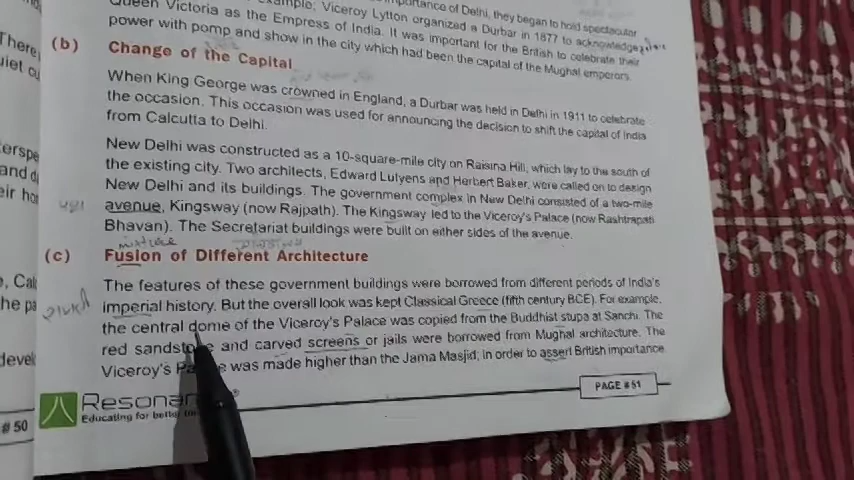 importance of Delhi, they began to hold spectacular
example; Viceroy Lytton organized a Durbar in 1877 to acknowledge
Queen Victoria as the Empress of India. It was important for the British to celebrate their
power with pomp and show in the city which had been the capital of the Mughal emperors.
(b) Change of the Capital
When King George was crowned in England, a Durbar was held in Delhi in 1911 to celebrate
the occasion. This occasion was used for announcing the decision to shift the capital of India
from Calcutta to Delhi.
New Delhi was constructed as a 10-square-mile city on Raisina Hill, which lay to the south of
the existing city. Two architects, Edward Lutyens and Herbert Baker, were called on to design
New Delhi and its buildings. The government complex in New Delhi consisted of a two-mile
avenue, Kingsway (now Rajpath). The Kingsway led to the Viceroy's Palace (now Rashtrapati
Bhavan). The Secretariat buildings were built on either sides of the avenue.
mixture
(c) Fusion of Different Architecture
The features of these government buildings were borrowed from different periods of India's
imperial history. But the overall look was kept Classical Greece (fifth century BCE). For example,
the central dome of the Viceroy's Palace was copied from the Buddhist stupa at Sanchi. The
red sandstone and carved screens or jails were borrowed from Mughal architecture. The
Viceroy's was made higher than the Jama Masjid; in order to assert British importance
Educating for better
PAGE # 51
There
# 50